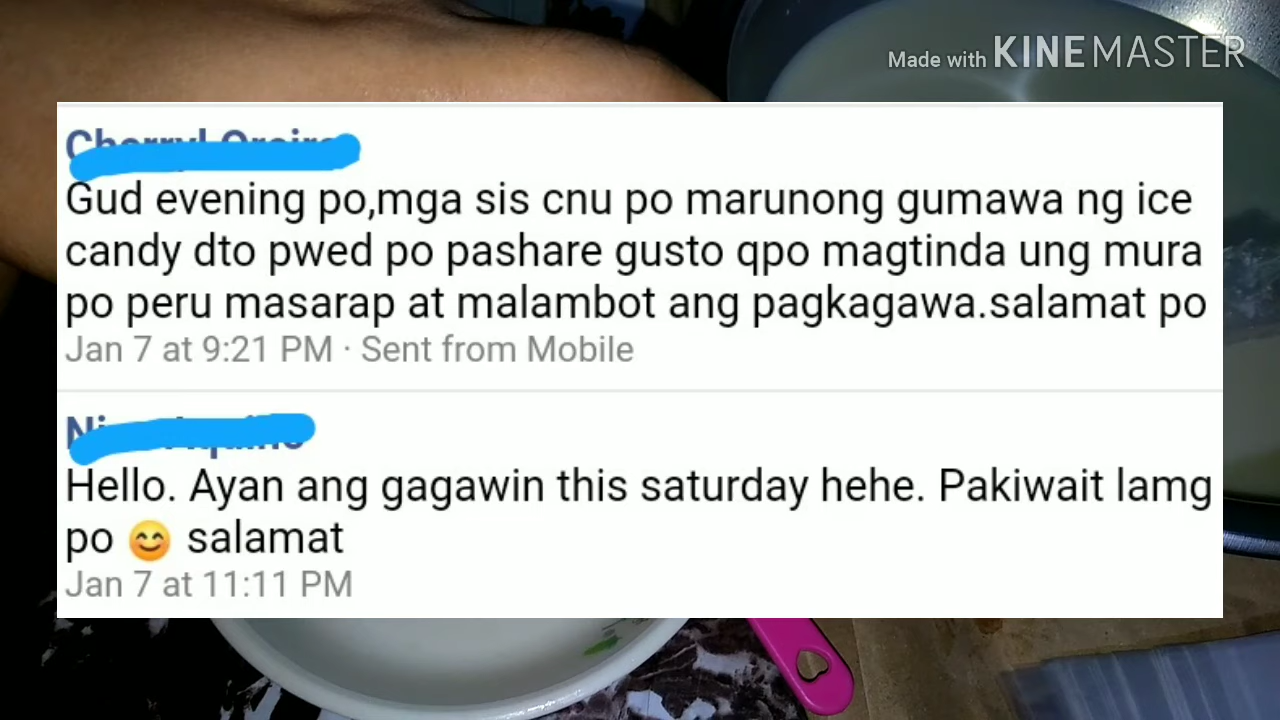 Made with KINEMASTER
Gud evening po,mga sis cnu po marunong gumawa ng ice
candy dto pwed po pashare gusto qpo magtinda ung mura
po peru masarap at malambot ang pagkagawa.salamat po
Jan 7 at 9:21 PM · Sent from Mobile
Hello. Ayan ang gagawin this saturday hehe. Pakiwait lamg
po 😊 salamat
Jan 7 at 11:11 PM